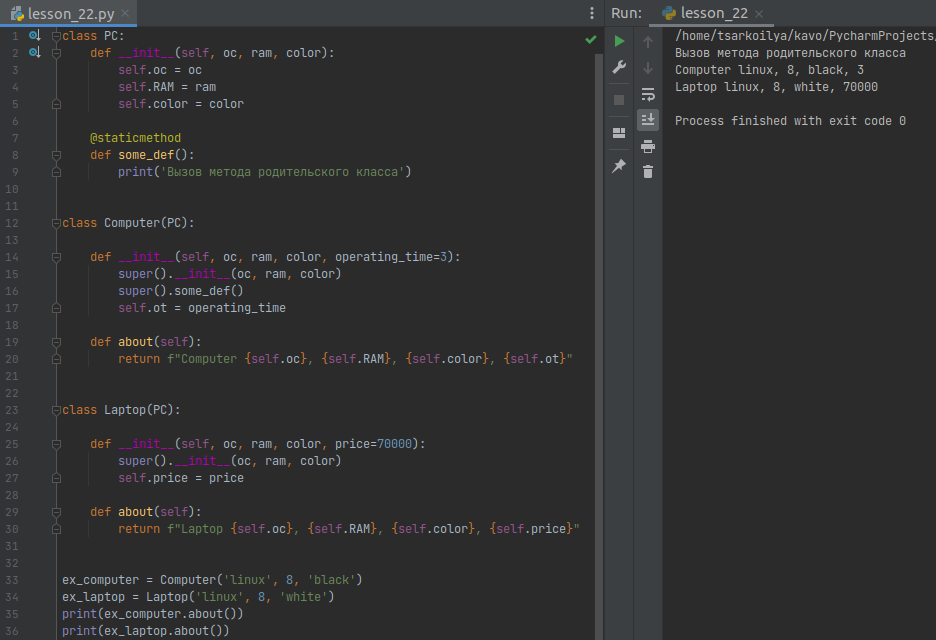 lesson_22.py
1 class PC:
2     def __init__(self, oc, ram, color):
3         self.oc = oc
4         self.RAM = ram
5         self.color = color
6
7     @staticmethod
8     def some_def():
9         print('Вызов метода родительского класса')
10
11
12 class Computer(PC):
13
14     def __init__(self, oc, ram, color, operating_time=3):
15         super().__init__(oc, ram, color)
16         super().some_def()
17         self.ot = operating_time
18
19     def about(self):
20         return f"Computer {self.oc}, {self.RAM}, {self.color}, {self.ot}"
21
22
23 class Laptop(PC):
24
25     def __init__(self, oc, ram, color, price=70000):
26         super().__init__(oc, ram, color)
27         self.price = price
28
29     def about(self):
30         return f"Laptop {self.oc}, {self.RAM}, {self.color}, {self.price}"
31
32
33 ex_computer = Computer('linux', 8, 'black')
34 ex_laptop = Laptop('linux', 8, 'white')
35 print(ex_computer.about())
36 print(ex_laptop.about())
Run: lesson_22
/home/tsarkoilya/kavo/PycharmProjects/
Вызов метода родительского класса
Computer linux, 8, black, 3
Laptop linux, 8, white, 70000
Process finished with exit code 0